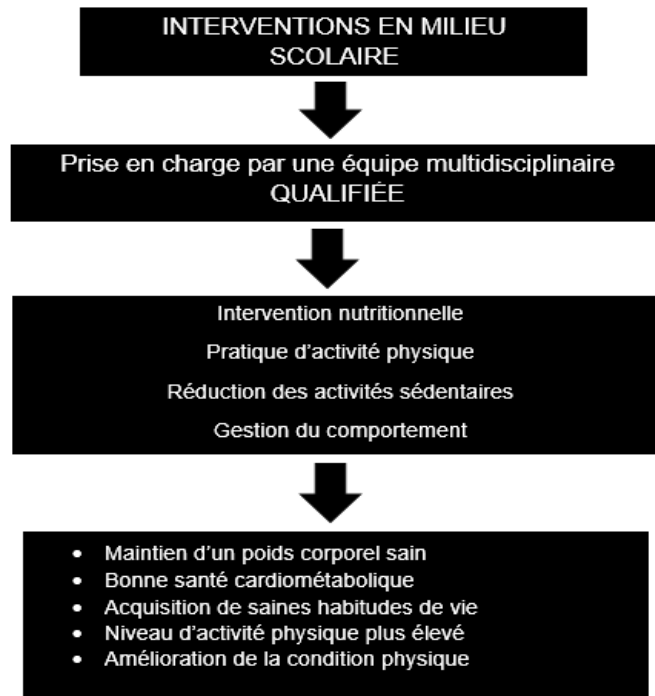 INTERVENTIONS EN MILIEU
SCOLAIRE
Prise en charge par une équipe multidisciplinaire
QUALIFIÉE
Intervention nutritionnelle
Pratique d'activité physique
Réduction des activités sédentaires
Gestion du comportement
• Maintien d'un poids corporel sain
• Bonne santé cardiométabolique
• Acquisition de saines habitudes de vie
• Niveau d'activité physique plus élevé
• Amélioration de la condition physique